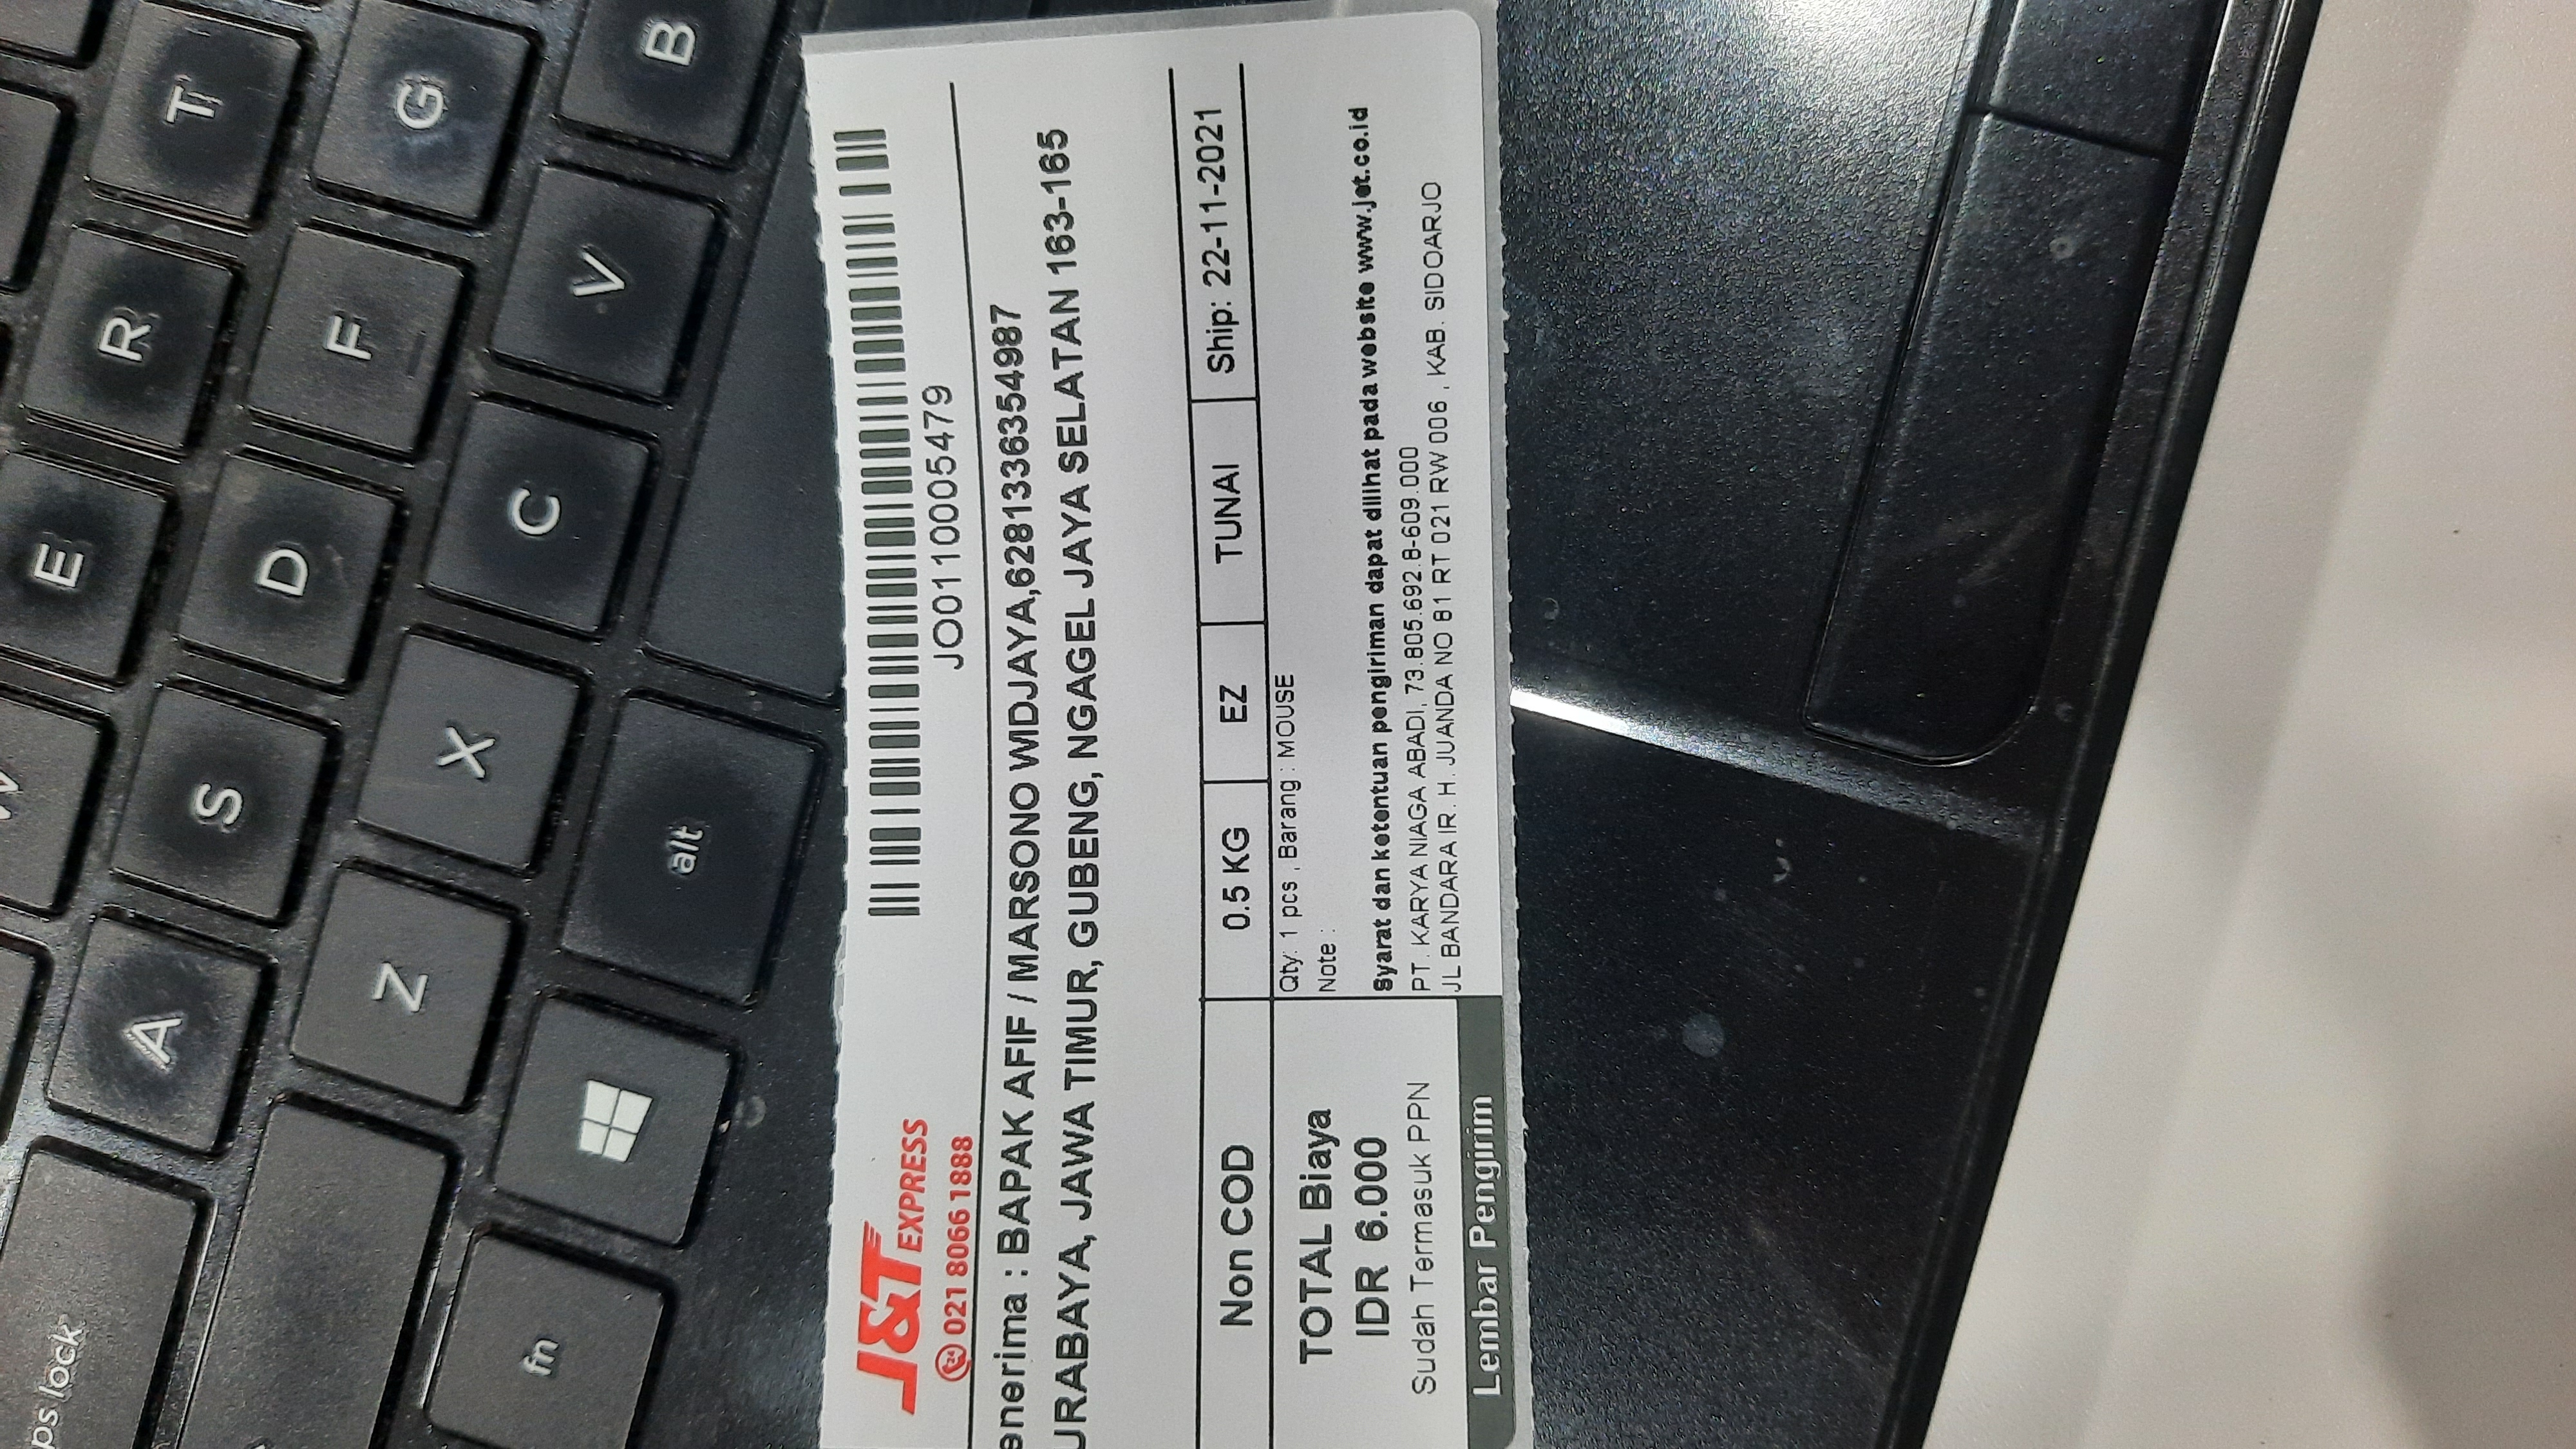 ps lock
W
E
R
T
A
S
D
F
G
Z
X
C
V
B
fn
alt
J&T EXPRESS
24
021 8066 1888
JO0110005479
enerima : BAPAK AFIF / MARSONO WIDJAYA,6281336354987
URABAYA, JAWA TIMUR, GUBENG, NGAGEL JAYA SELATAN 163-165
Non COD
0.5 KG
EZ
TUNAI
Ship: 22-11-2021
TOTAL Biaya
IDR 6.000
Sudah Termasuk PPN
Lembar Pengirim
Qty: 1 pcs , Barang : MOUSE
Note :
Syarat dan ketentuan pengiriman dapat dilihat pada website www.jet.co.id
PT. KARYA NIAGA ABADI, 73.805.692.8-609.000
JL BANDARA IR. H. JUANDA NO 81 RT 021 RW 006 , KAB. SIDOARJO